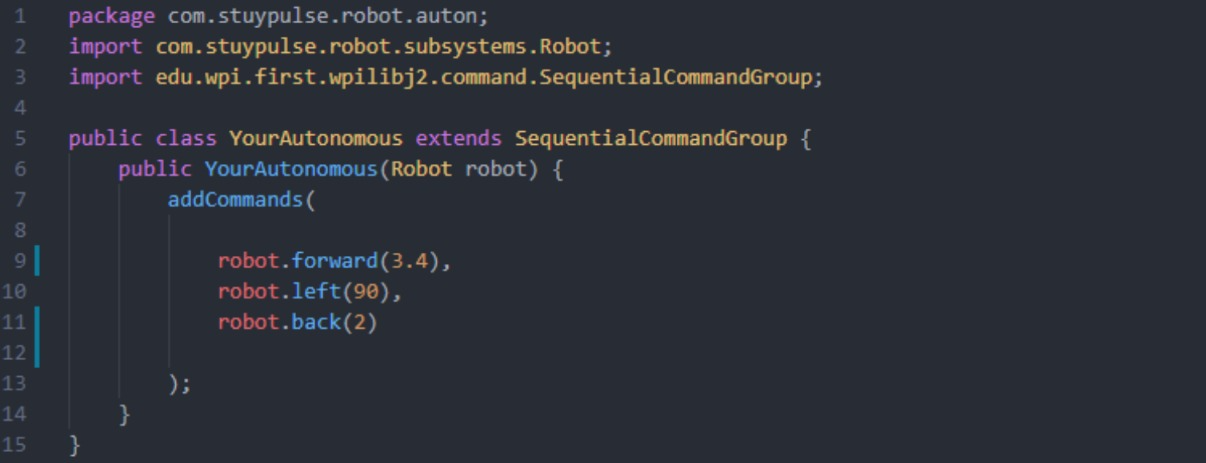 1 package com.stuypulse.robot.auton;
2 import com.stuypulse.robot.subsystems.Robot;
3 import edu.wpi.first.wpilibj2.command.SequentialCommandGroup;
4
5 public class YourAutonomous extends SequentialCommandGroup {
6     public YourAutonomous(Robot robot) {
7         addCommands(
8
9             robot.forward(3.4),
10             robot.left(90),
11             robot.back(2)
12
13         );
14     }
15 }